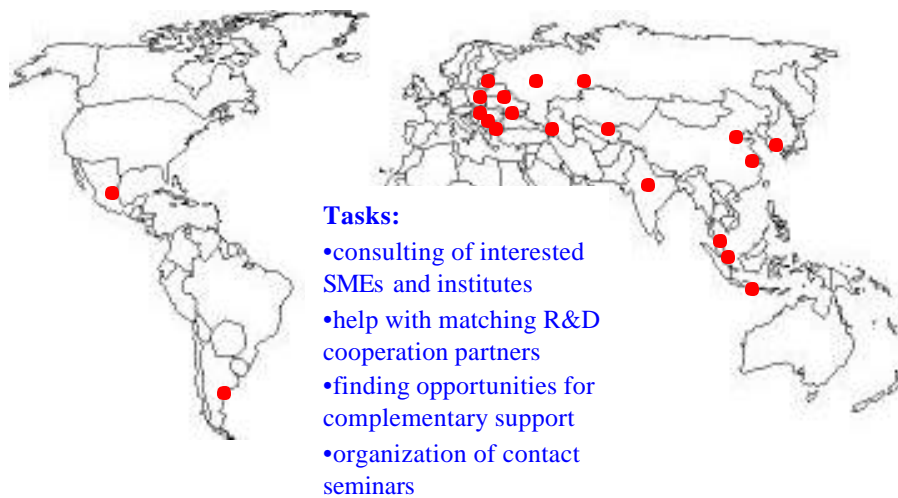 Tasks:
•consulting of interested
SMEs and institutes
•help with matching R&D
cooperation partners
•finding opportunities for
complementary support
•organization of contact
seminars